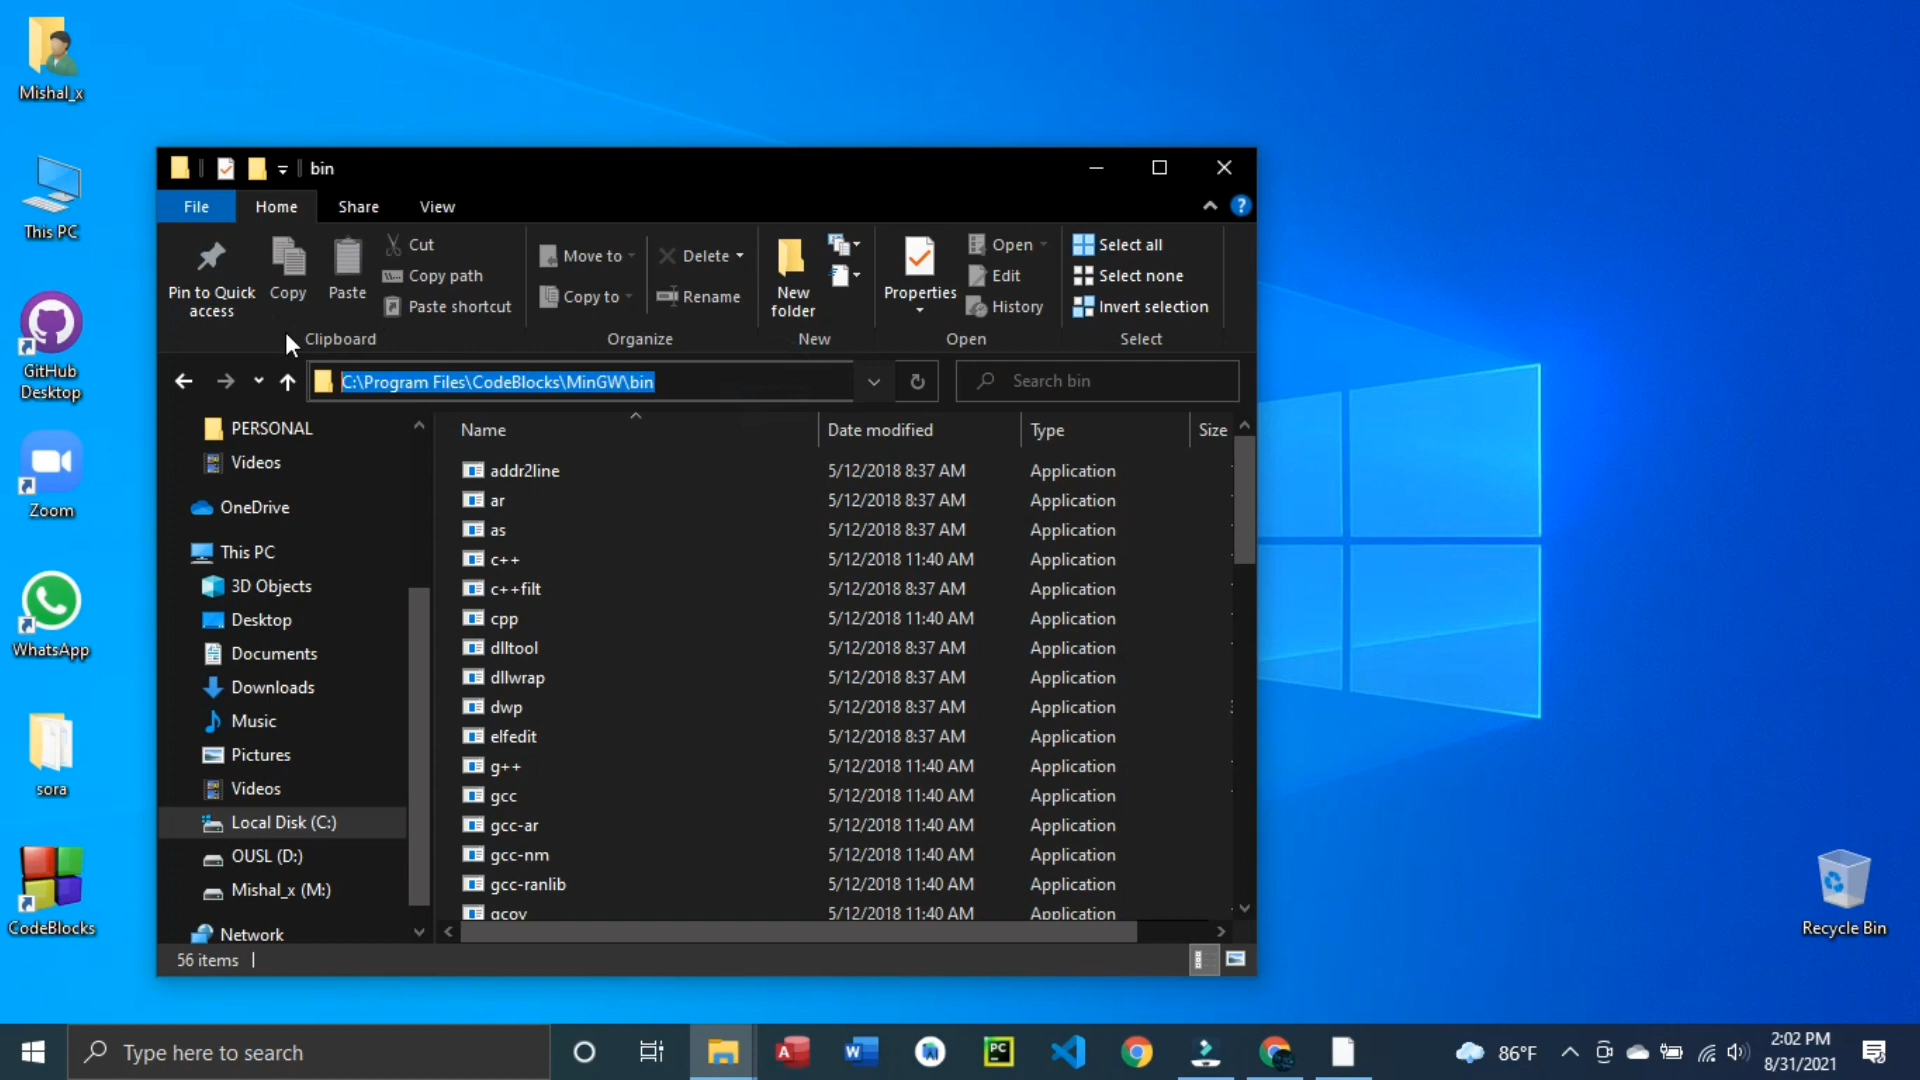 Mishal_x
This PC
GitHub
Desktop
Zoom
WhatsApp
sora
CodeBlocks
Recycle Bin
bin
File
Home
Share
View
Pin to Quick
access
Copy
Paste
Cut
Copy path
Paste shortcut
Clipboard
Move to
Copy to
Delete
Rename
Organize
New
folder
New
Properties
Open
Edit
History
Open
Select all
Select none
Invert selection
Select
C:\Program Files\CodeBlocks\MinGW\bin
Search bin
PERSONAL
Videos
OneDrive
This PC
3D Objects
Desktop
Documents
Downloads
Music
Pictures
Videos
Local Disk (C:)
OUSL (D:)
Mishal_x (M:)
Network
Name Date modified Type Size
addr2line 5/12/2018 8:37 AM Application
ar 5/12/2018 8:37 AM Application
as 5/12/2018 8:37 AM Application
c++ 5/12/2018 11:40 AM Application
c++filt 5/12/2018 8:37 AM Application
cpp 5/12/2018 11:40 AM Application
dlltool 5/12/2018 8:37 AM Application
dllwrap 5/12/2018 8:37 AM Application
dwp 5/12/2018 8:37 AM Application
elfedit 5/12/2018 8:37 AM Application
g++ 5/12/2018 11:40 AM Application
gcc 5/12/2018 11:40 AM Application
gcc-ar 5/12/2018 11:40 AM Application
gcc-nm 5/12/2018 11:40 AM Application
gcc-ranlib 5/12/2018 11:40 AM Application
gcov 5/12/2018 11:40 AM Application
56 items
Type here to search
A
W
PC
86°F
2:02 PM
8/31/2021